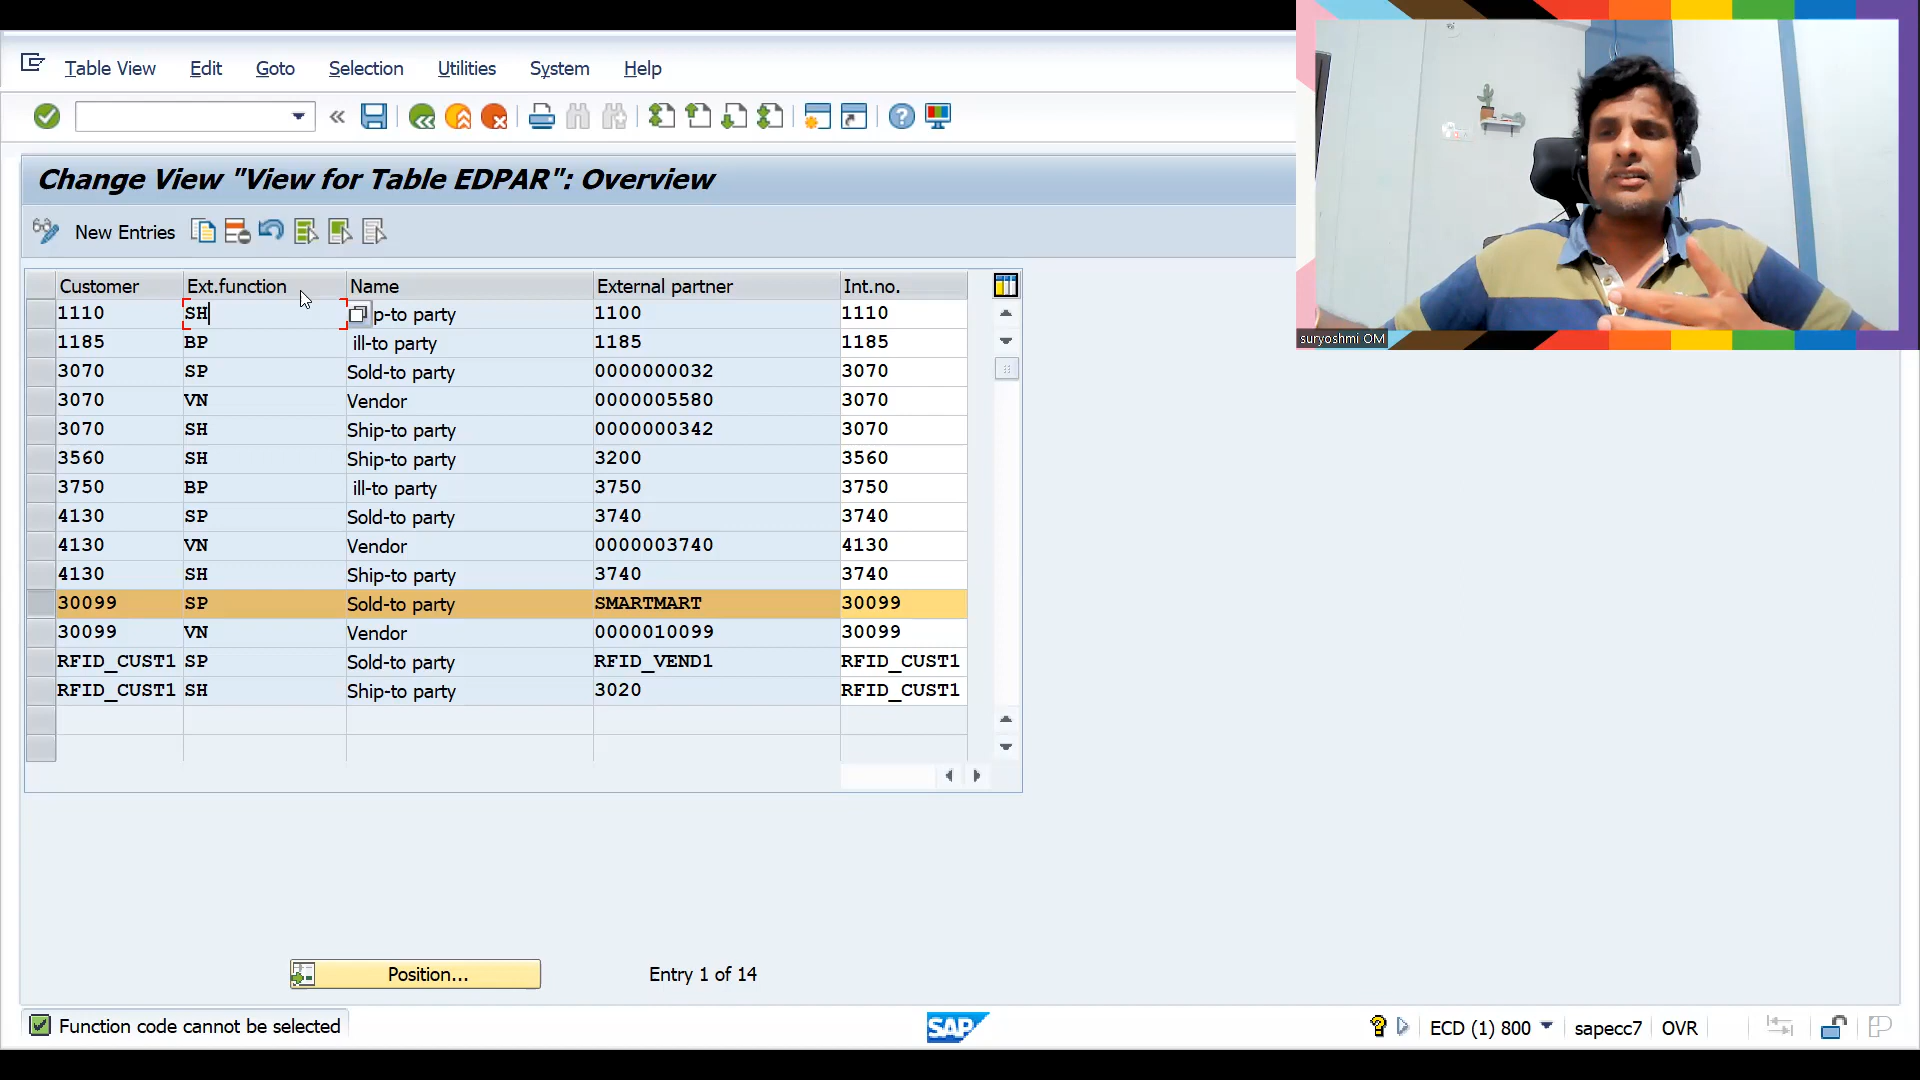 Table View Edit Goto Selection Utilities System Help
Change View "View for Table EDPAR": Overview
New Entries
Customer Ext.function Name External partner Int.no.
1110 SH p-to party 1100 1110
1185 BP ill-to party 1185 1185
3070 SP Sold-to party 0000000032 3070
3070 VN Vendor 0000005580 3070
3070 SH Ship-to party 0000000342 3070
3560 SH Ship-to party 3200 3560
3750 BP ill-to party 3750 3750
4130 SP Sold-to party 3740 3740
4130 VN Vendor 0000003740 4130
4130 SH Ship-to party 3740 3740
30099 SP Sold-to party SMARTMART 30099
30099 VN Vendor 0000010099 30099
RFID_CUST1 SP Sold-to party RFID_VEND1 RFID_CUST1
RFID_CUST1 SH Ship-to party 3020 RFID_CUST1
Position... Entry 1 of 14
Function code cannot be selected SAP ECD (1) 800 sapecc7 OVR
suryoshmi OM